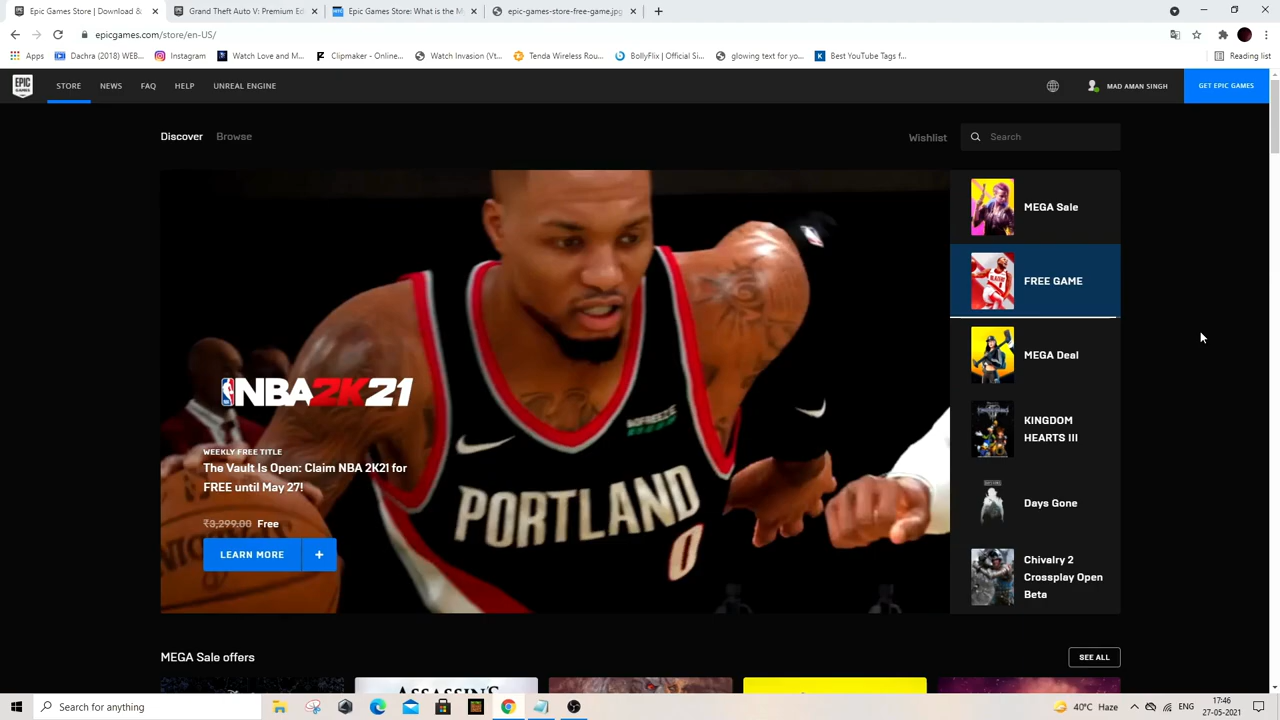 Epic Games Store | Download &
Grand Theft Auto V: Premium Ed
Epic Games Store: What is the M
epic-games-store-free-game.jpg
epicgames.com/store/en-US/
Apps
Dachra (2018) WEB...
Instagram
Watch Love and M...
Clipmaker - Online...
Watch Invasion (Vt...
Tenda Wireless Rou...
BollyFlix | Official Si...
glowing text for yo...
Best YouTube Tags f...
Reading list
EPIC
GAMES
STORE
NEWS
FAQ
HELP
UNREAL ENGINE
MAD AMAN SINGH
GET EPIC GAMES
Discover
Browse
Wishlist
Search
NBA2K21
WEEKLY FREE TITLE
The Vault Is Open: Claim NBA 2K21 for
FREE until May 27!
₹3,299.00 Free
LEARN MORE
+
PORTLAND
0
MEGA Sale
FREE GAME
MEGA Deal
KINGDOM
HEARTS III
Days Gone
Chivalry 2
Crossplay Open
Beta
MEGA Sale offers
SEE ALL
ASSASSIN'S
Search for anything
40°C Haze
ENG
17:46
27-05-2021